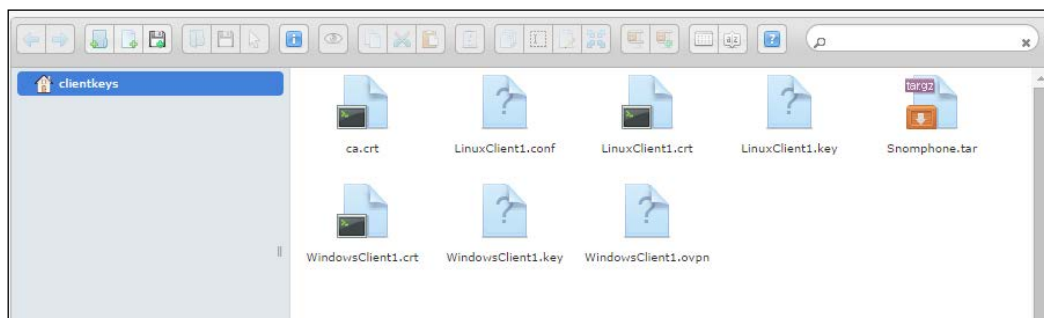 clientkeys
targz
ca.crt
LinuxClient1.conf
LinuxClient1.crt
LinuxClient1.key
Snomphone.tar
WindowsClient1.crt
WindowsClient1.key
WindowsClient1.ovpn